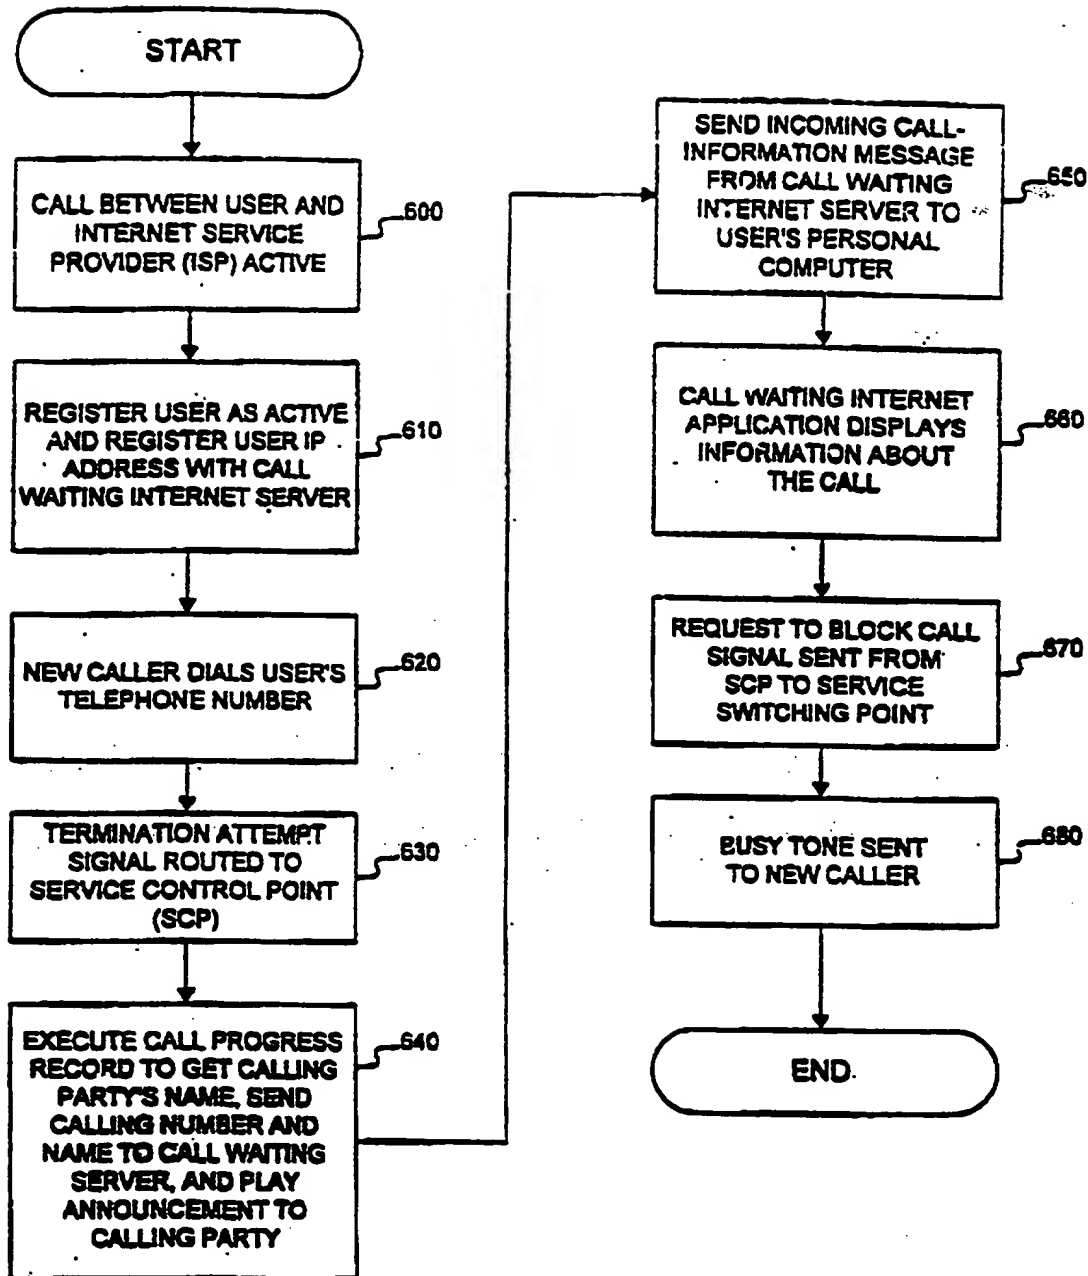 START
CALL BETWEEN USER AND
INTERNET SERVICE
PROVIDER (ISP) ACTIVE
600
REGISTER USER AS ACTIVE
AND REGISTER USER IP
ADDRESS WITH CALL
WAITING INTERNET SERVER
610
NEW CALLER DIALS USER'S
TELEPHONE NUMBER
620
TERMINATION ATTEMPT
SIGNAL ROUTED TO
SERVICE CONTROL POINT
(SCP)
630
EXECUTE CALL PROGRESS
RECORD TO GET CALLING
PARTY'S NAME, SEND
CALLING NUMBER AND
NAME TO CALL WAITING
SERVER, AND PLAY
ANNOUNCEMENT TO
CALLING PARTY
640
SEND INCOMING CALL-
INFORMATION MESSAGE
FROM CALL WAITING
INTERNET SERVER TO
USER'S PERSONAL
COMPUTER
650
CALL WAITING INTERNET
APPLICATION DISPLAYS
INFORMATION ABOUT
THE CALL
660
REQUEST TO BLOCK CALL
SIGNAL SENT FROM
SCP TO SERVICE
SWITCHING POINT
670
BUSY TONE SENT
TO NEW CALLER
680
END